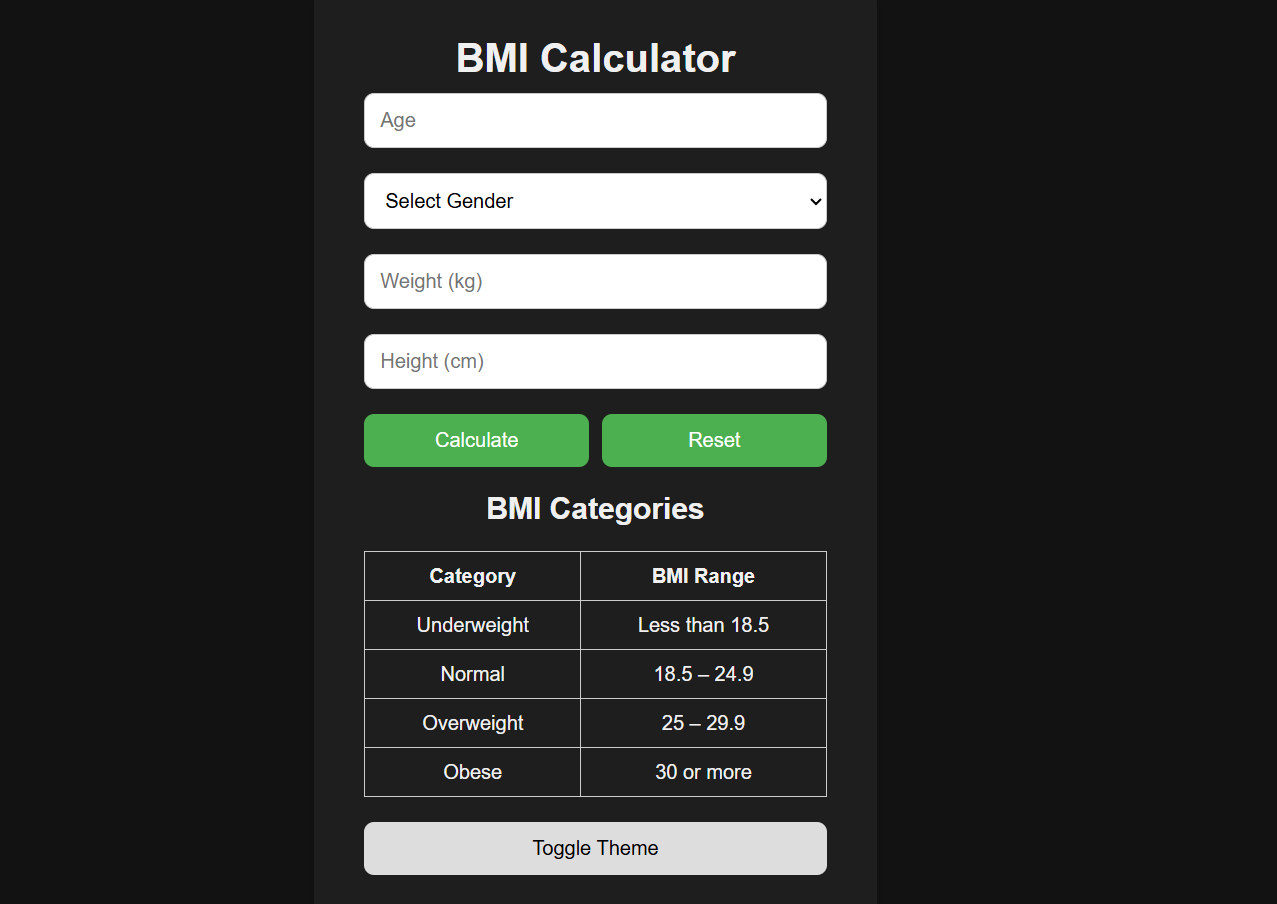 BMI Calculator
Age
Select Gender
Weight (kg)
Height (cm)
Calculate Reset
BMI Categories
Category BMI Range
Underweight Less than 18.5
Normal 18.5 – 24.9
Overweight 25 – 29.9
Obese 30 or more
Toggle Theme